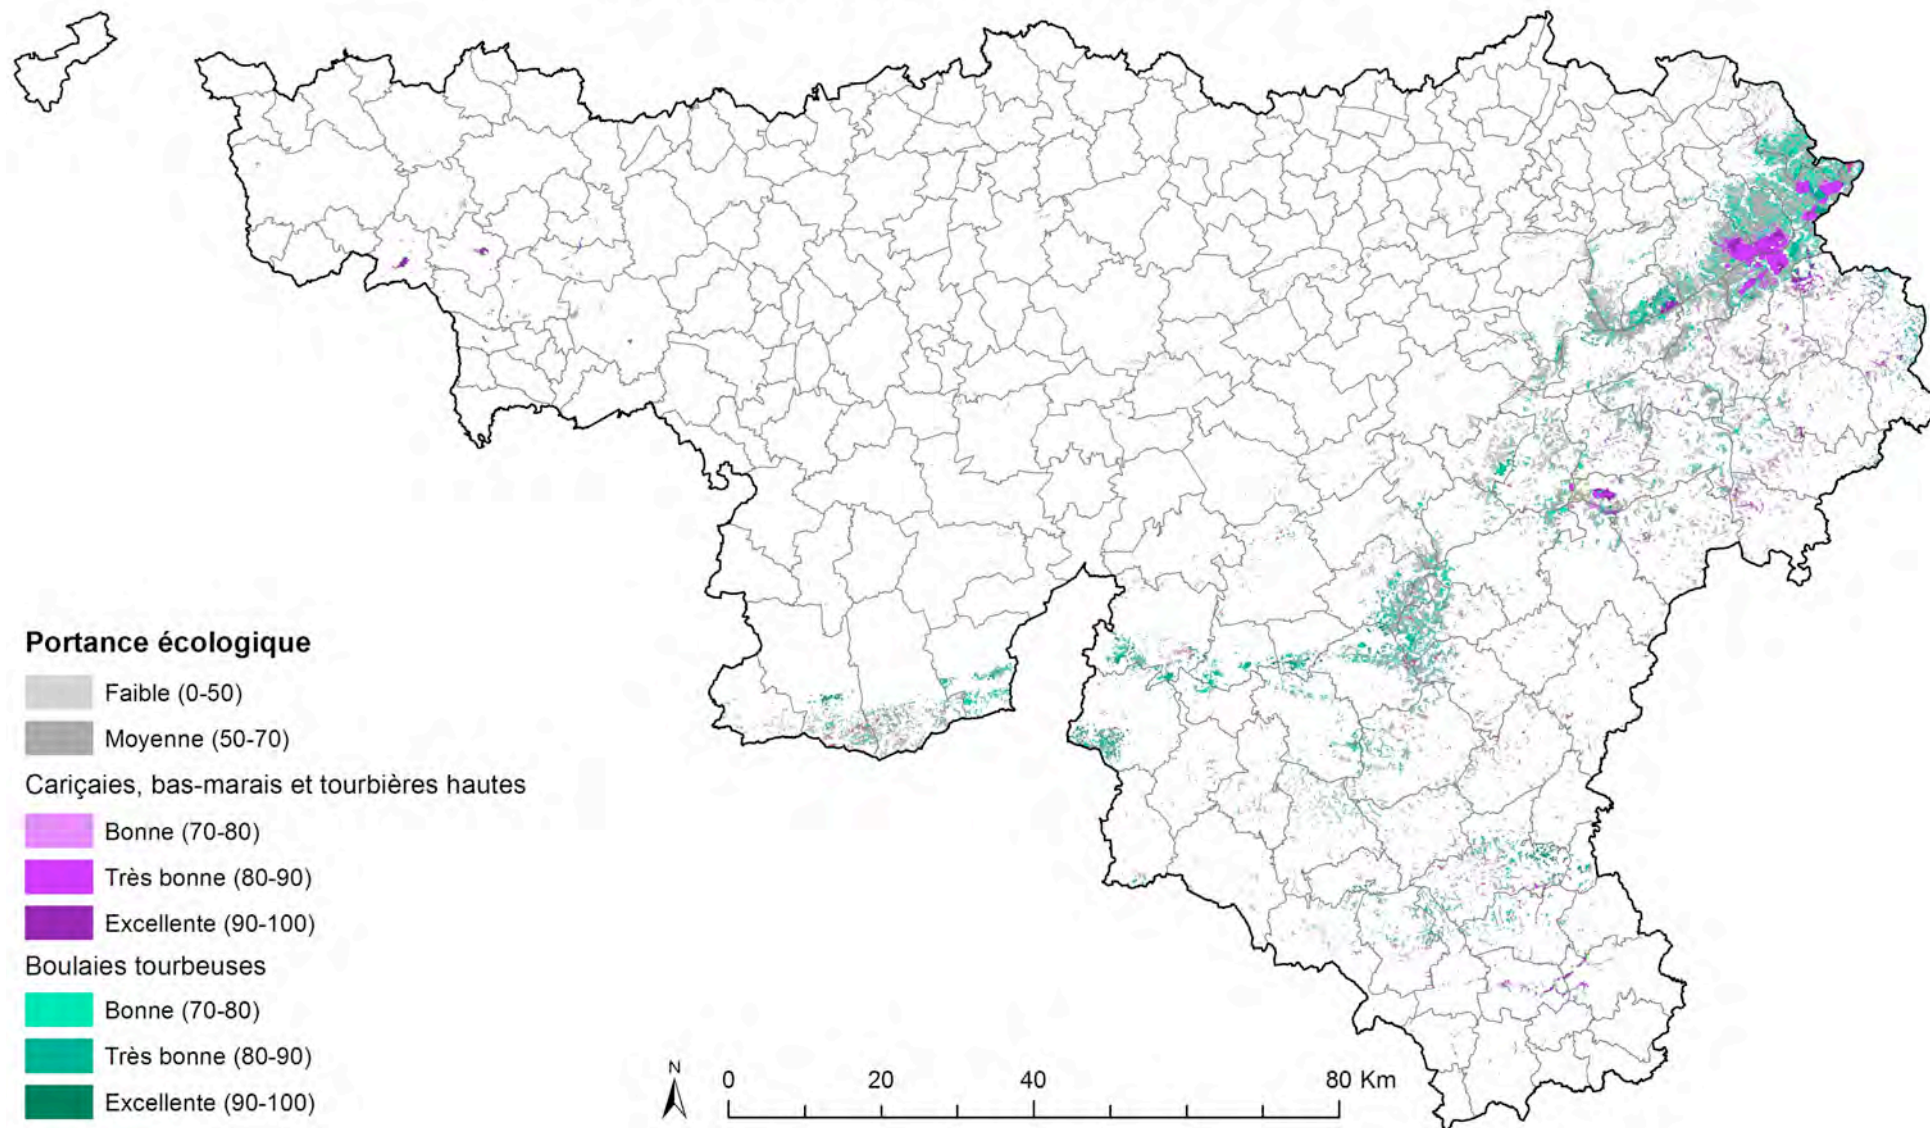 Portance écologique
Faible (0-50)
Moyenne (50-70)
Cariçaies, bas-marais et tourbières hautes
Bonne (70-80)
Très bonne (80-90)
Excellente (90-100)
Boulaies tourbeuses
Bonne (70-80)
Très bonne (80-90)
Excellente (90-100)
N
0 20 40 80 Km